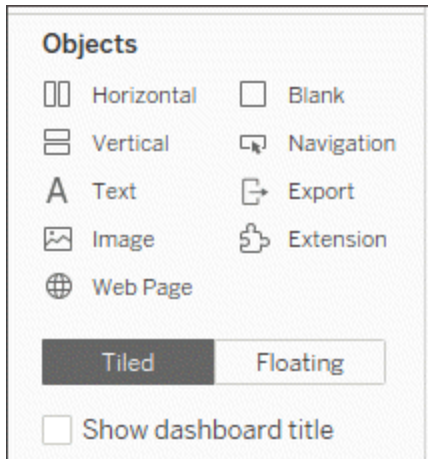 Objects
Horizontal Blank
Vertical Navigation
Text Export
Image Extension
Web Page
Tiled Floating
Show dashboard title